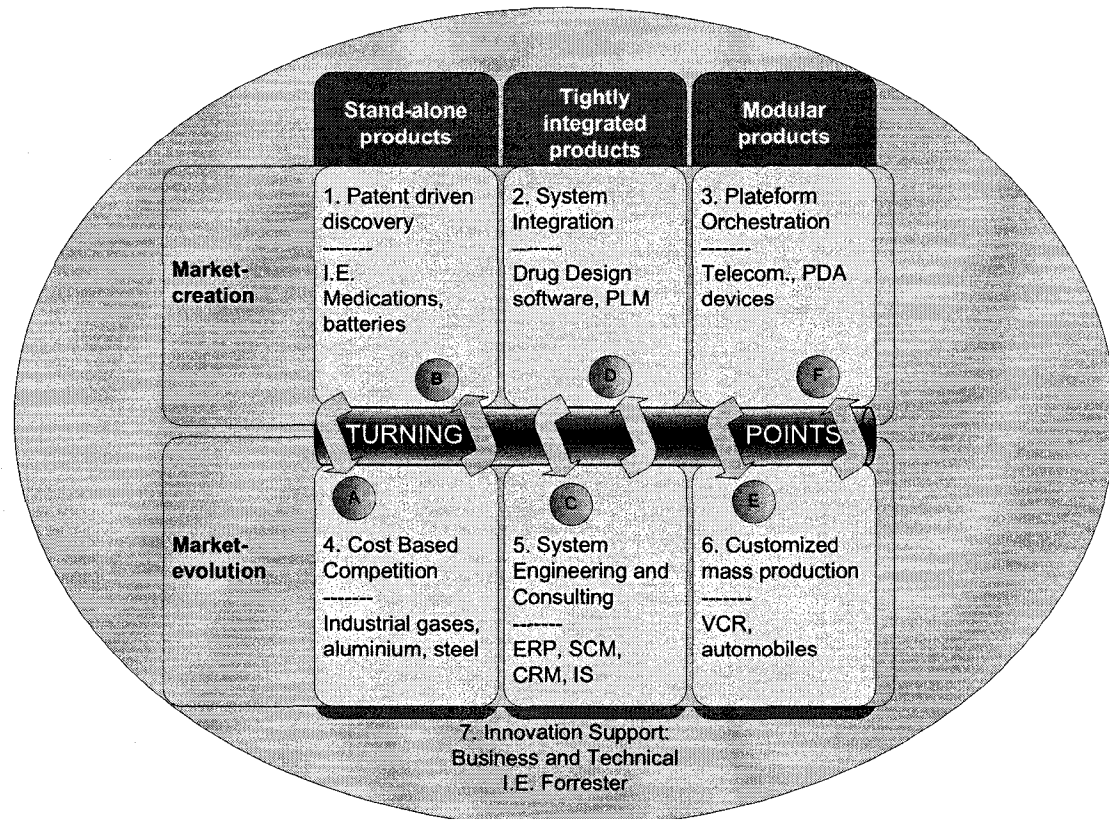 Stand-alone
products
Tightly
integrated
products
Modular
products
Market-
creation
1. Patent driven
discovery
------
I.E.
Medications,
batteries
B
2. System
Integration
-------
Drug Design
software, PLM
D
3. Plateform
Orchestration
-------
Telecom., PDA
devices
F
TURNING
POINTS
Market-
evolution
A
4. Cost Based
Competition
-------
Industrial gases,
aluminium, steel
C
5. System
Engineering and
Consulting
-------
ERP, SCM,
CRM, IS
E
6. Customized
mass production
-------
VCR,
automobiles
7. Innovation Support:
Business and Technical
I.E. Forrester